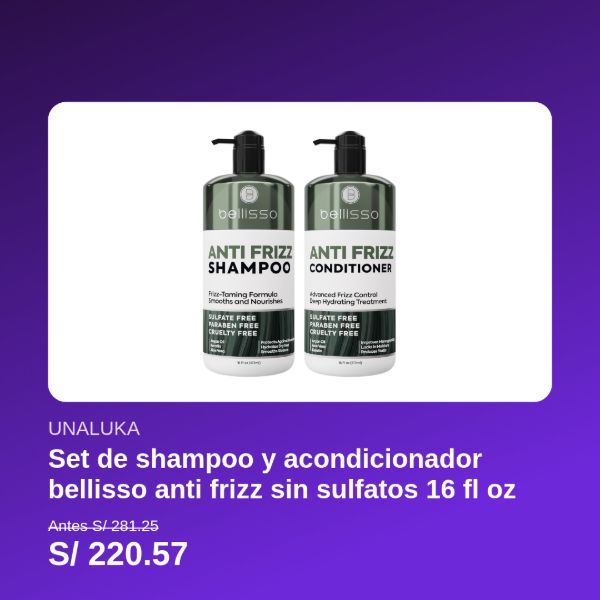 bellisso
ANTI FRIZZ
SHAMPOO
Frizz-Taming Formula
Smooths and Nourishes
SULFATE FREE
PARABEN FREE
CRUELTY FREE
bellisso
ANTI FRIZZ
CONDITIONER
Advanced Frizz Control
Deep Hydrating Treatment
SULFATE FREE
PARABEN FREE
CRUELTY FREE
UNALUKA
Set de shampoo y acondicionador
bellisso anti frizz sin sulfatos 16 fl oz
Antes S/ 281.25
S/ 220.57